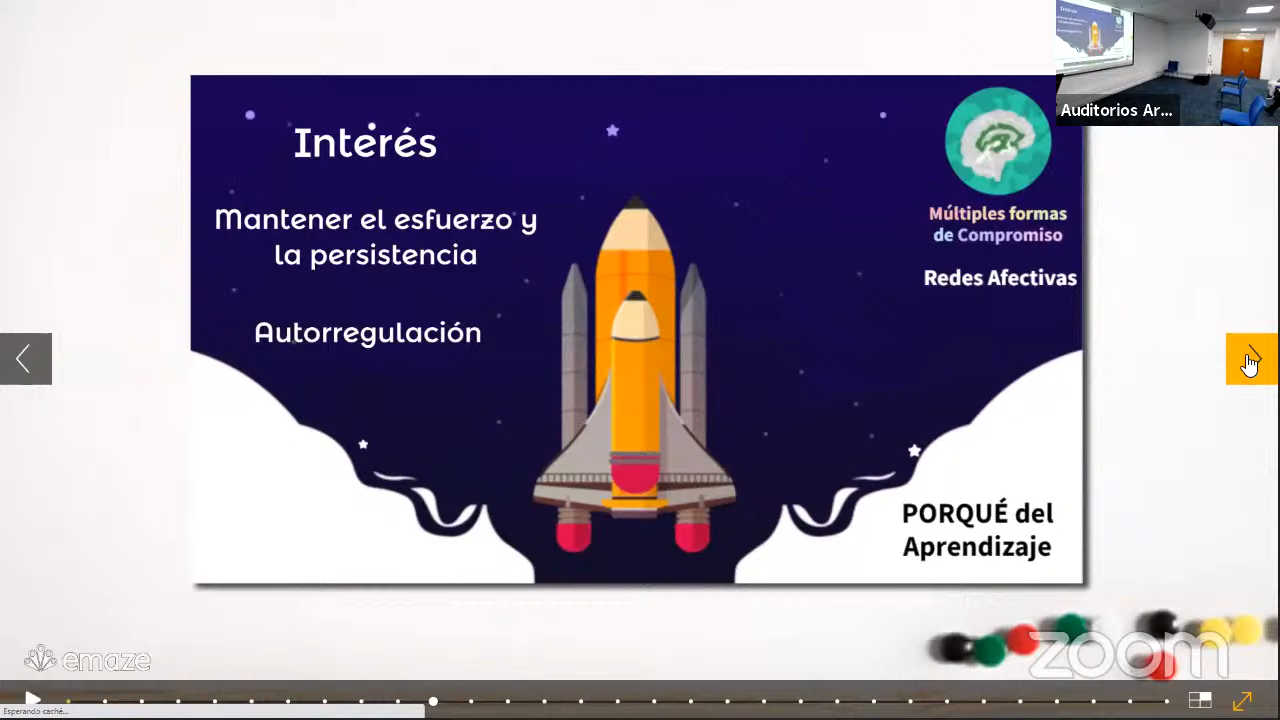 Interés
Mantener el esfuerzo y
la persistencia
Autorregulación
Múltiples formas
de Compromiso
Redes Afectivas
PORQUÉ del
Aprendizaje
Auditorios Ar...
emaze
zoom
Esperando caché...